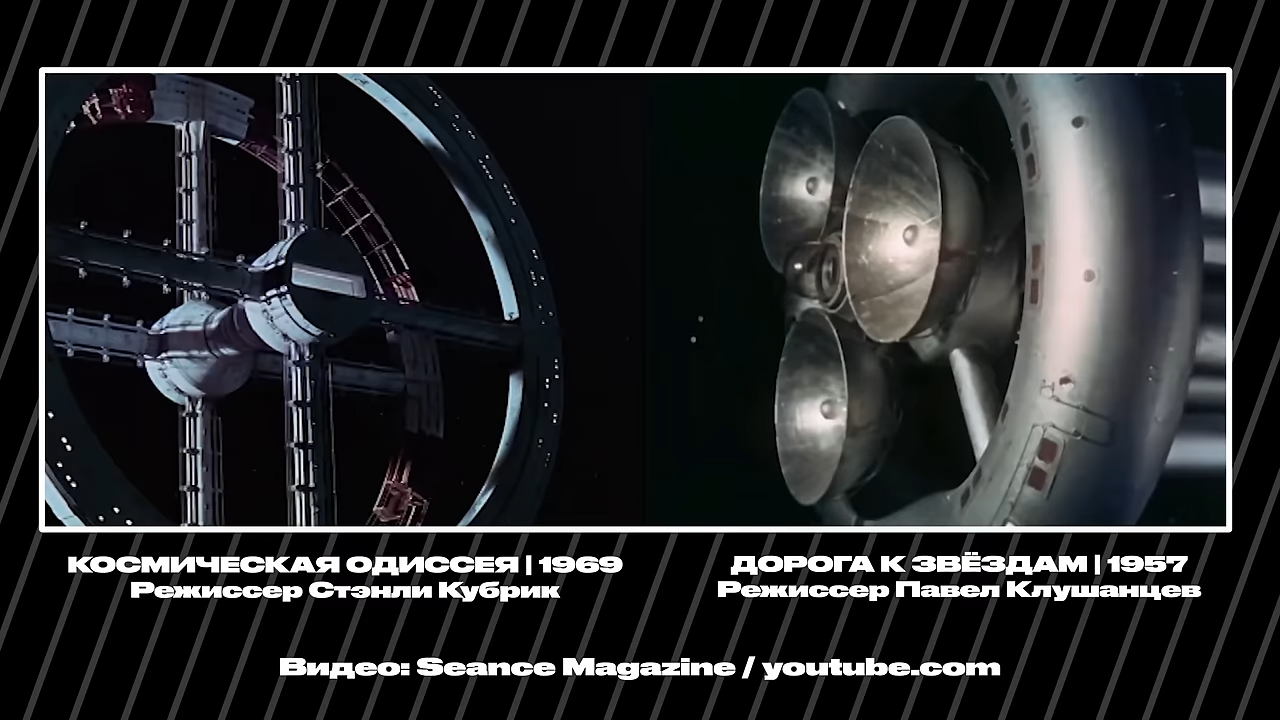 КОСМИЧЕСКАЯ ОДИССЕЯ | 1969
Режиссер Стэнли Кубрик
ДОРОГА К ЗВЁЗДАМ | 1957
Режиссер Павел Клушанцев
Видео: Seance Magazine / youtube.com